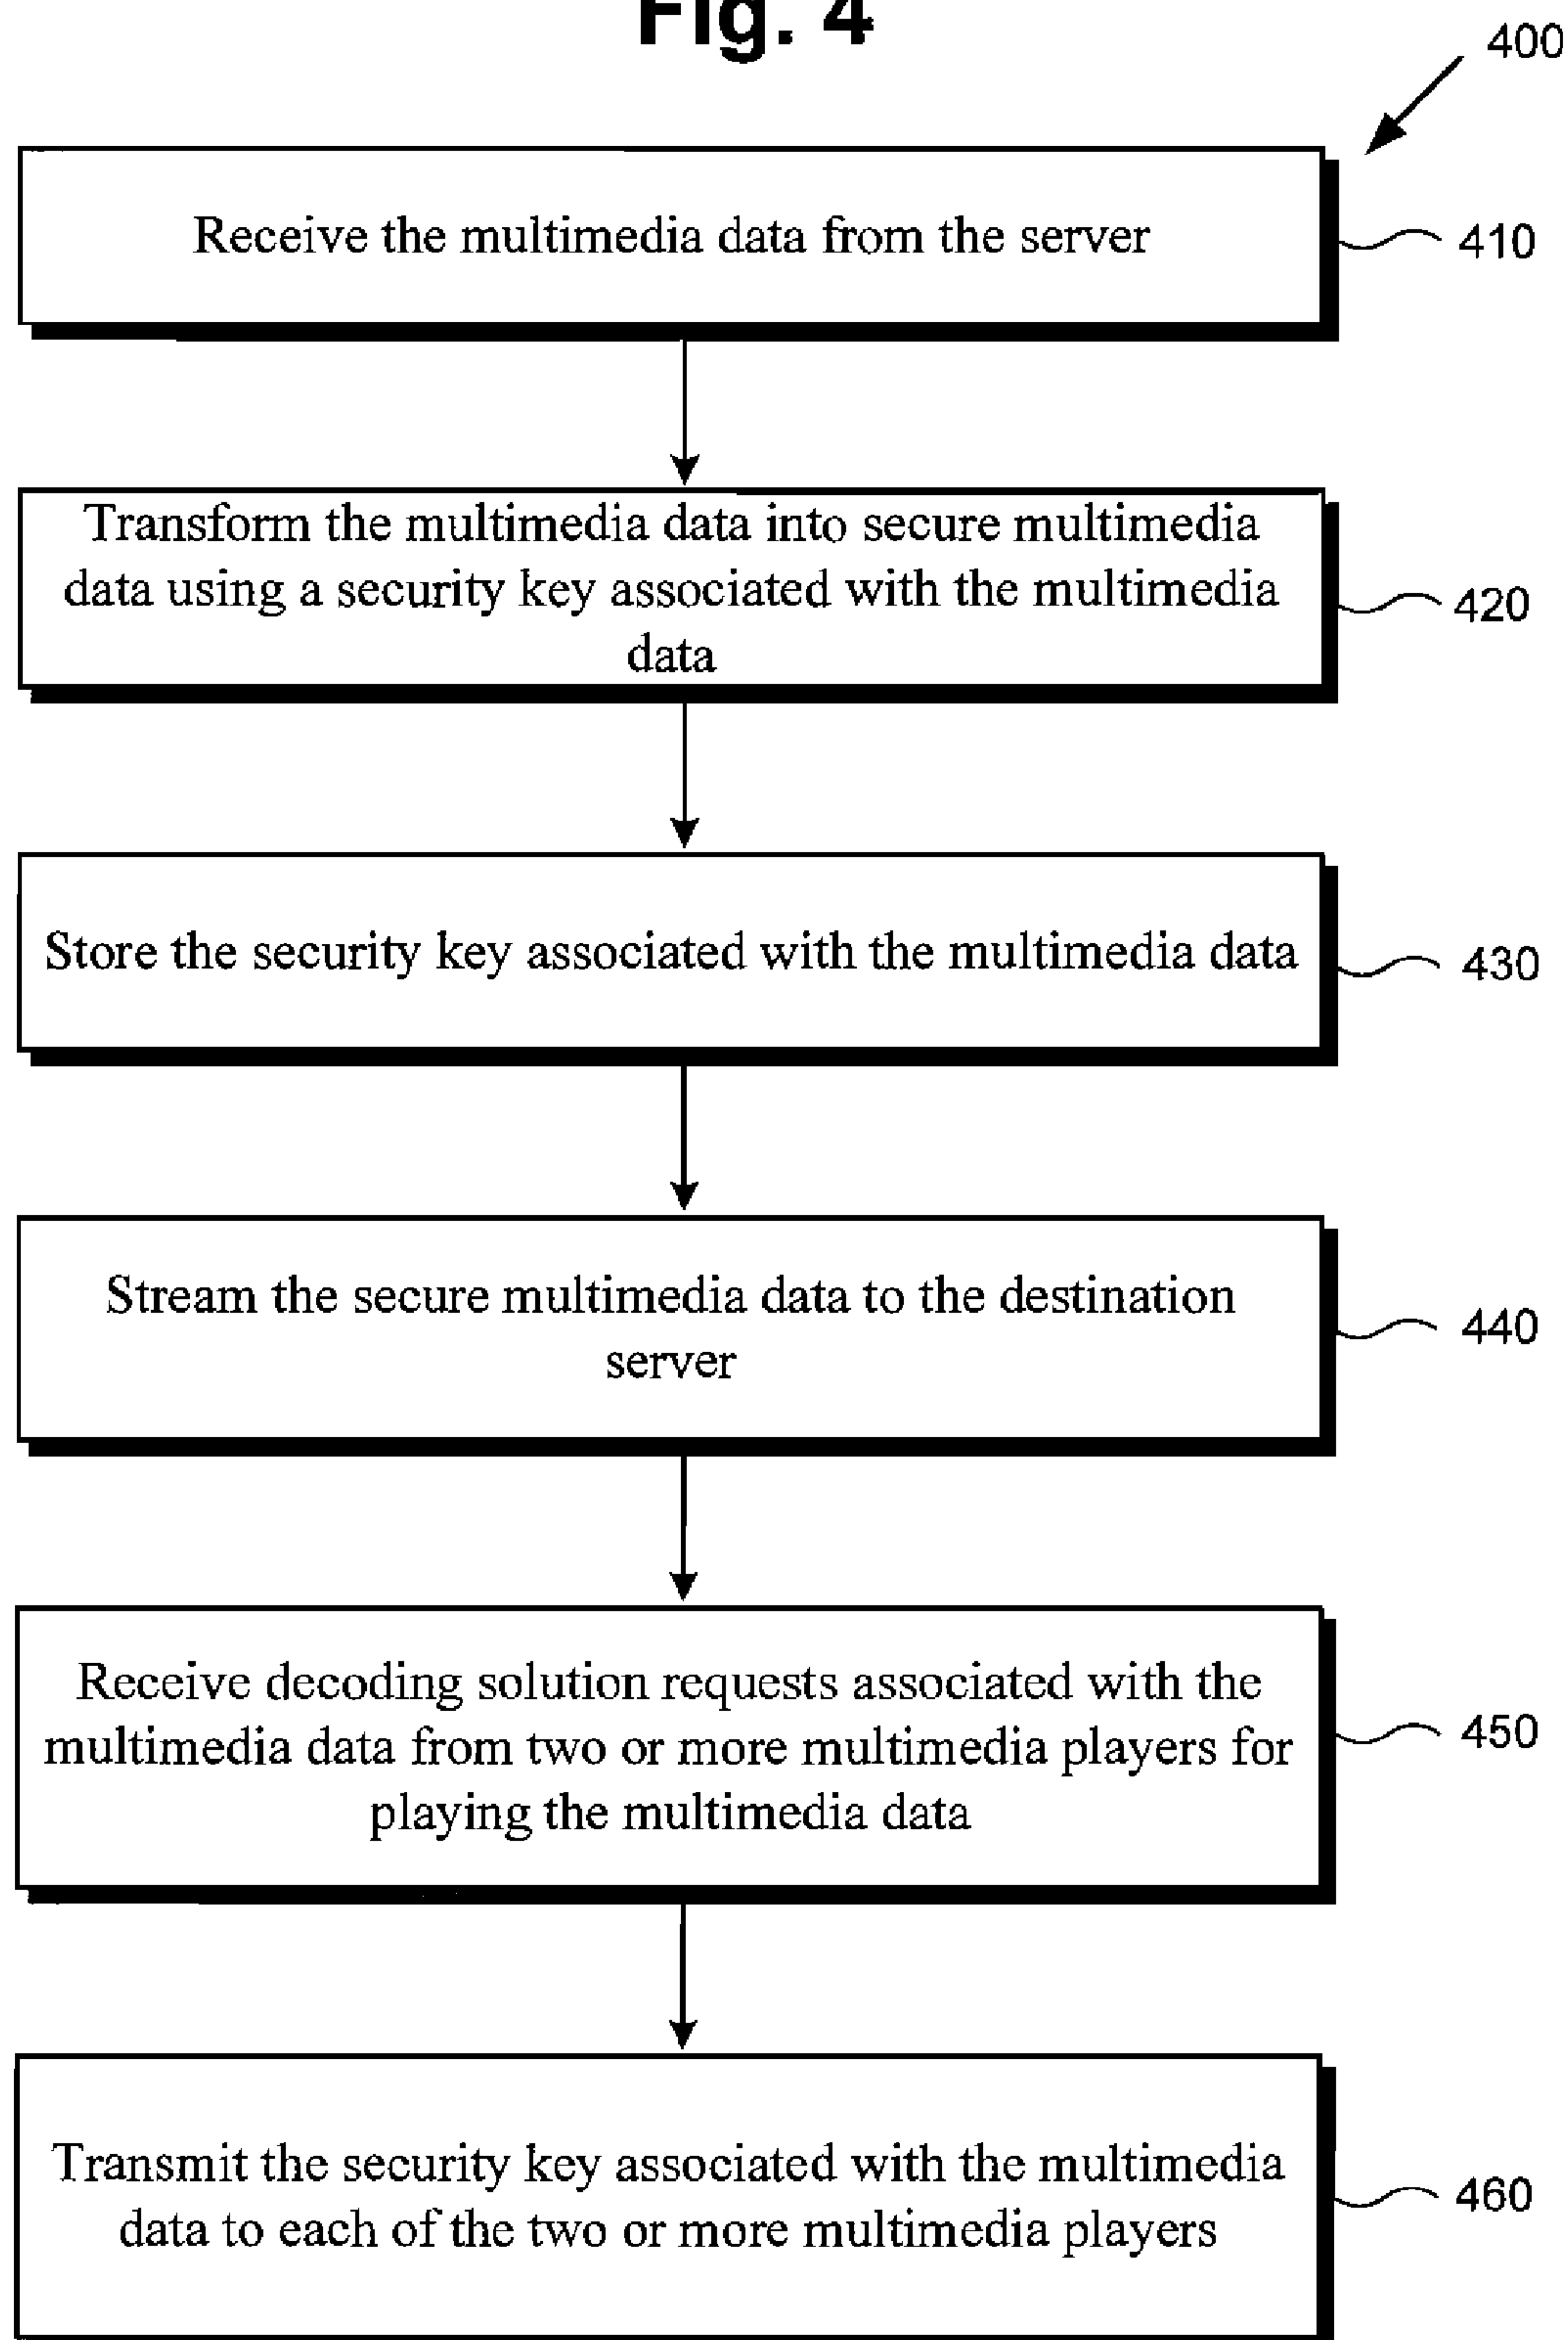 Fig. 4
400
Receive the multimedia data from the server
410
Transform the multimedia data into secure multimedia
data using a security key associated with the multimedia
data
420
Store the security key associated with the multimedia data
430
Stream the secure multimedia data to the destination
server
440
Receive decoding solution requests associated with the
multimedia data from two or more multimedia players for
playing the multimedia data
450
Transmit the security key associated with the multimedia
data to each of the two or more multimedia players
460